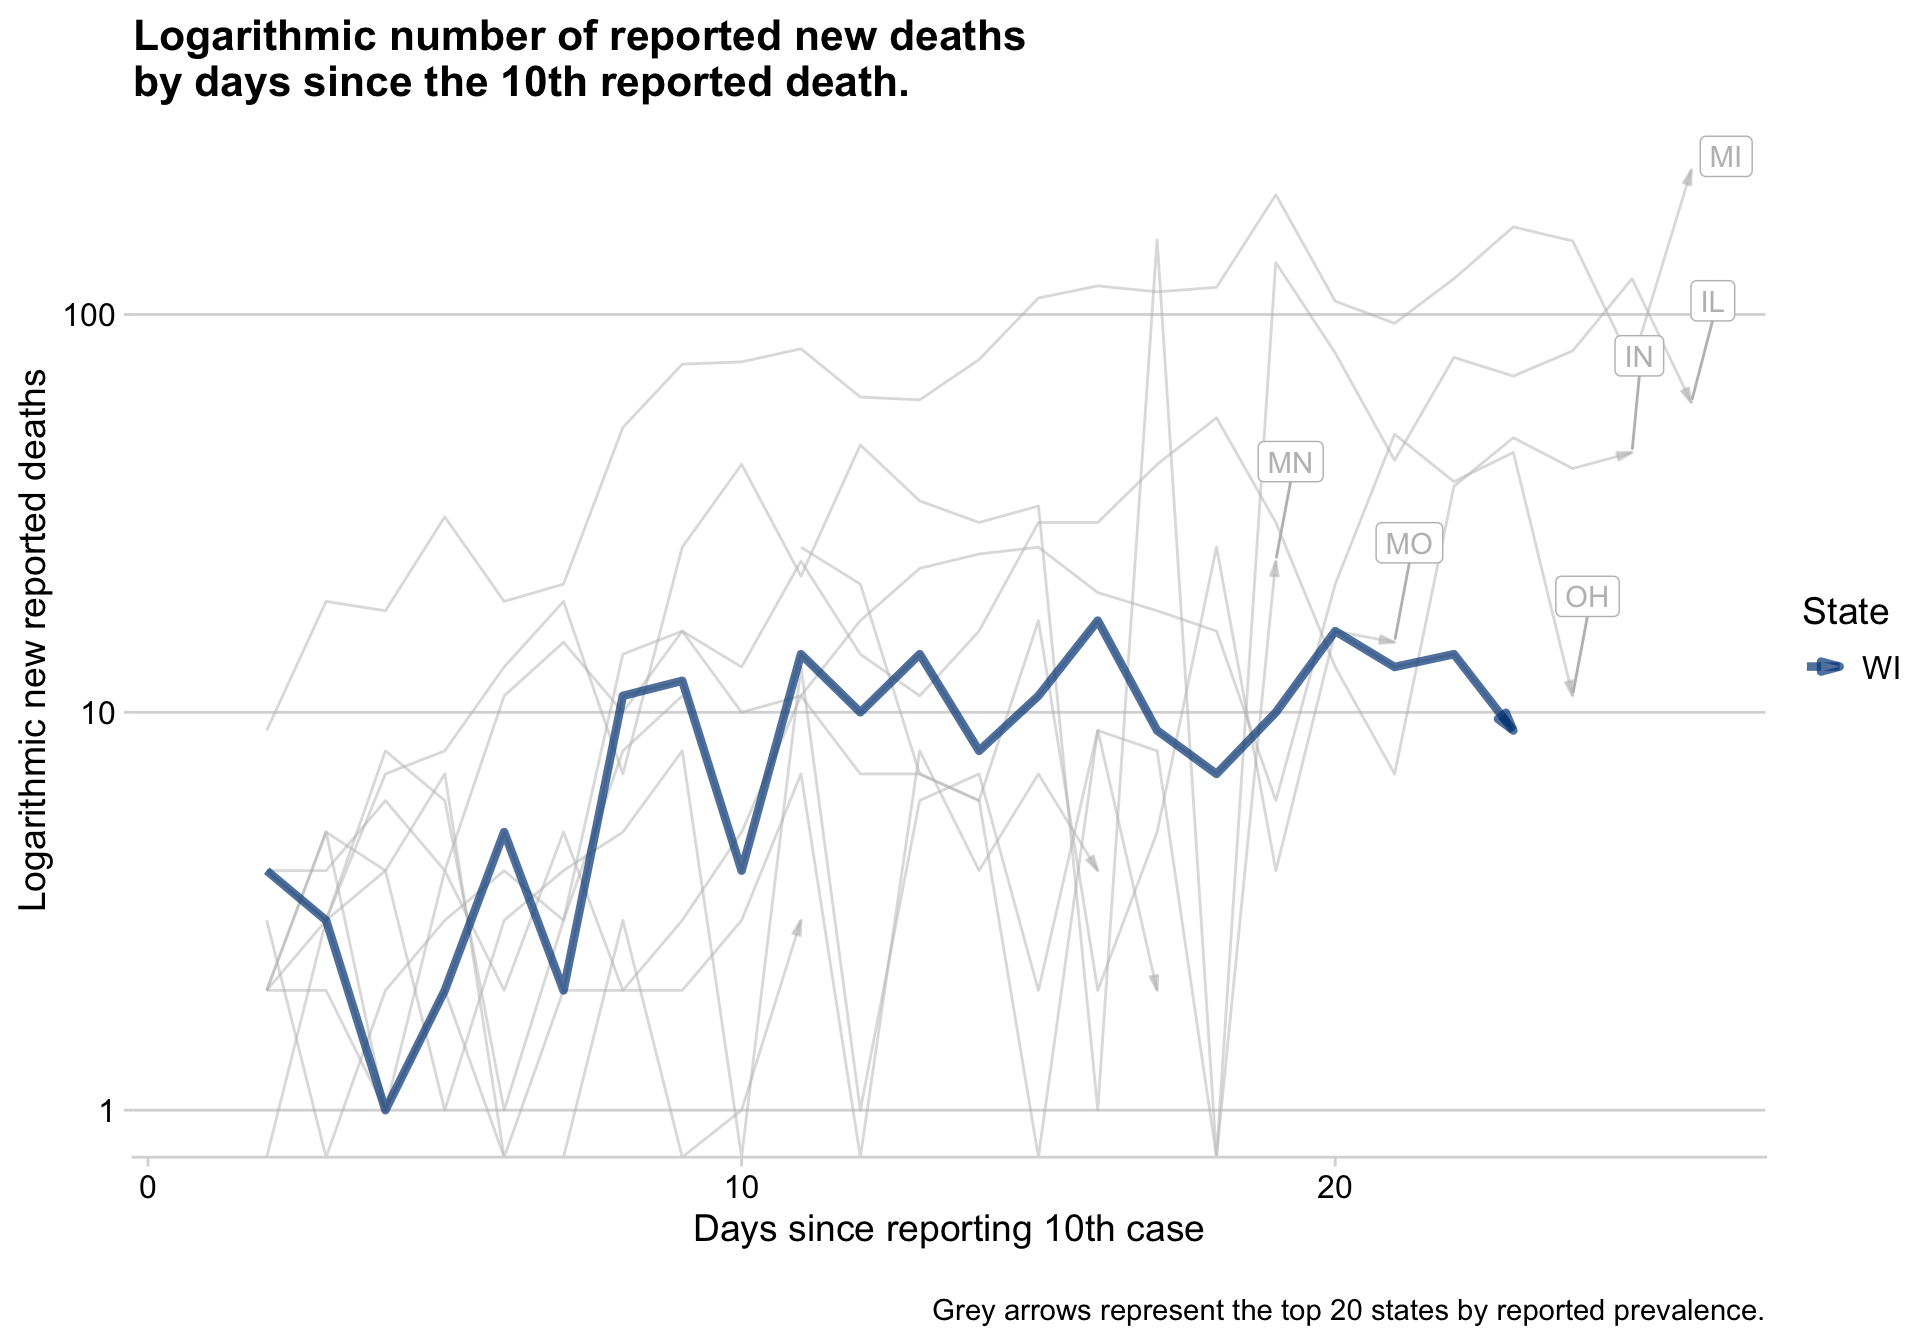 Logarithmic number of reported new deaths
by days since the 10th reported death.
MI
IL
100
IN
MN
MO
OH
Logarithmic new reported deaths
State
WI
10
1
0
10
20
Days since reporting 10th case
Grey arrows represent the top 20 states by reported prevalence.